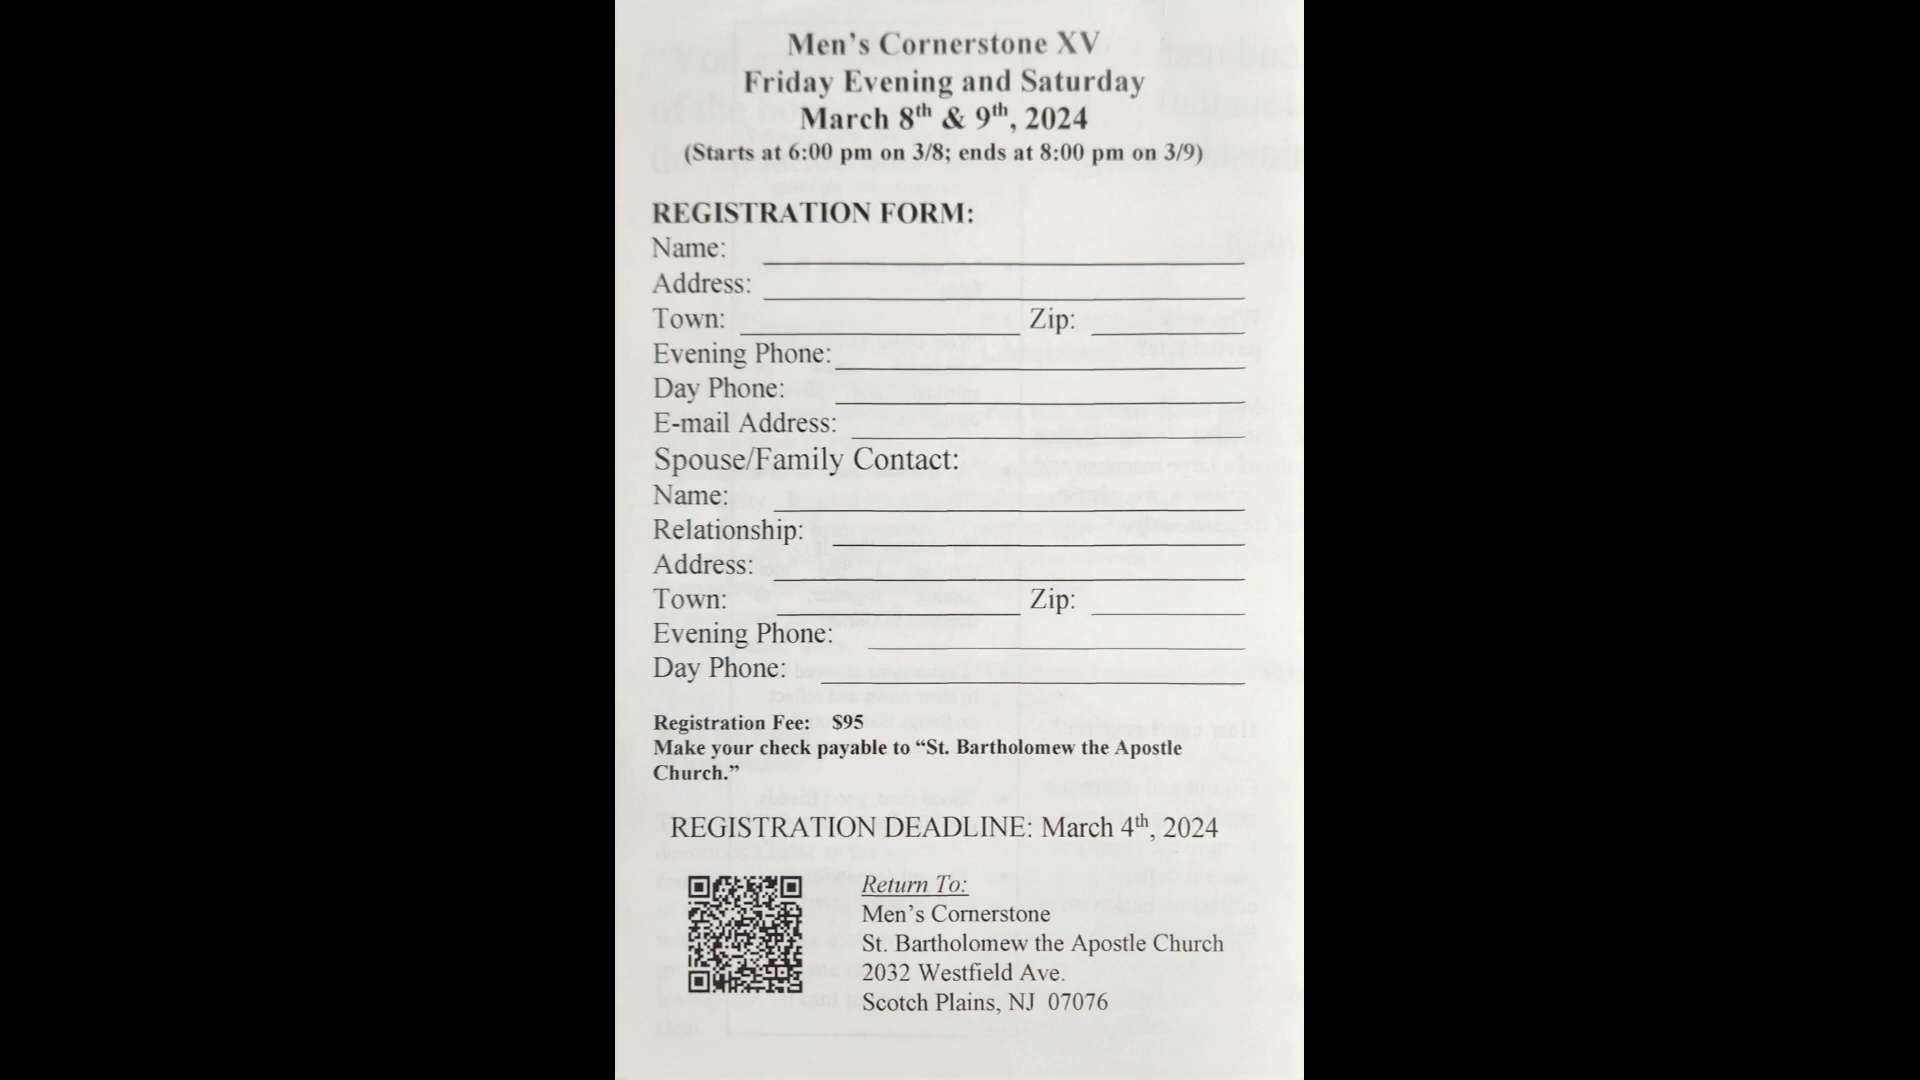 Men's Cornerstone XV
Friday Evening and Saturday
March 8th & 9th, 2024
(Starts at 6:00 pm on 3/8; ends at 8:00 pm on 3/9)
REGISTRATION FORM:
Name:
Address:
Town: Zip:
Evening Phone:
Day Phone:
E-mail Address:
Spouse/Family Contact:
Name:
Relationship:
Address:
Town: Zip:
Evening Phone:
Day Phone:
Registration Fee: $95
Make your check payable to “St. Bartholomew the Apostle
Church.”
REGISTRATION DEADLINE: March 4th, 2024
Return To:
Men's Cornerstone
St. Bartholomew the Apostle Church
2032 Westfield Ave.
Scotch Plains, NJ 07076